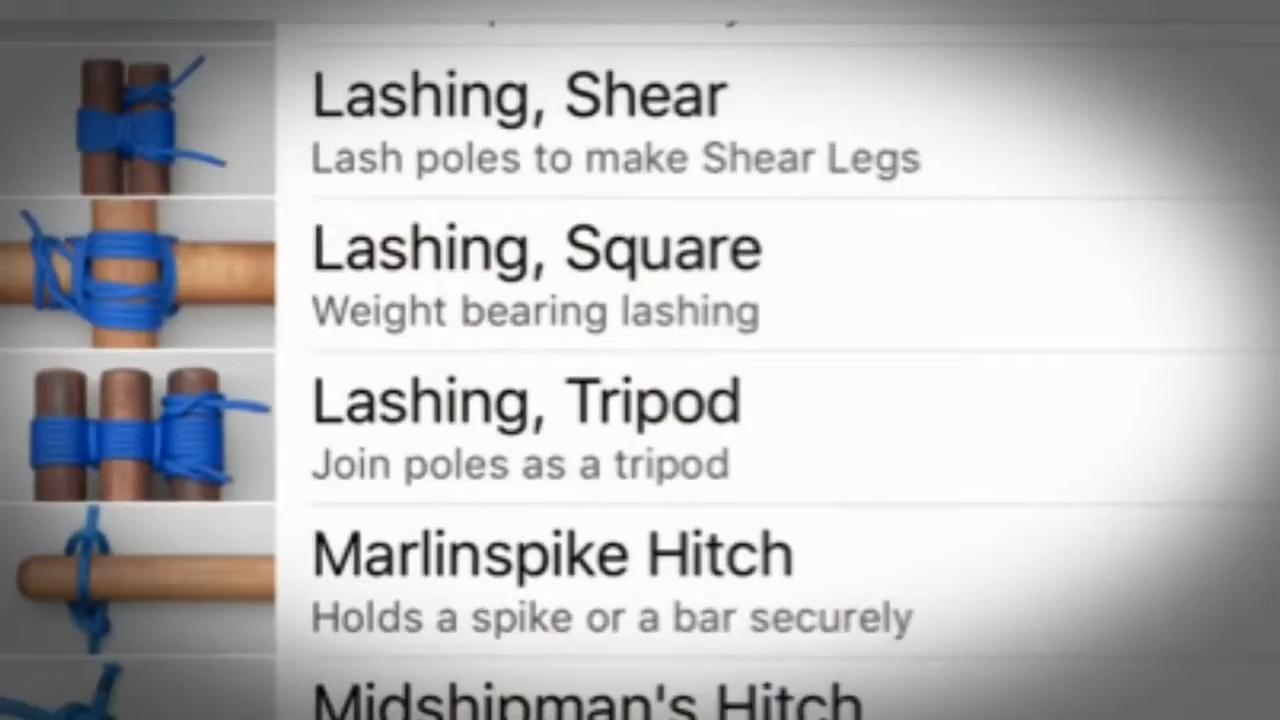 Lashing, Shear
Lash poles to make Shear Legs
Lashing, Square
Weight bearing lashing
Lashing, Tripod
Join poles as a tripod
Marlinspike Hitch
Holds a spike or a bar securely
Midshipman's Hitch